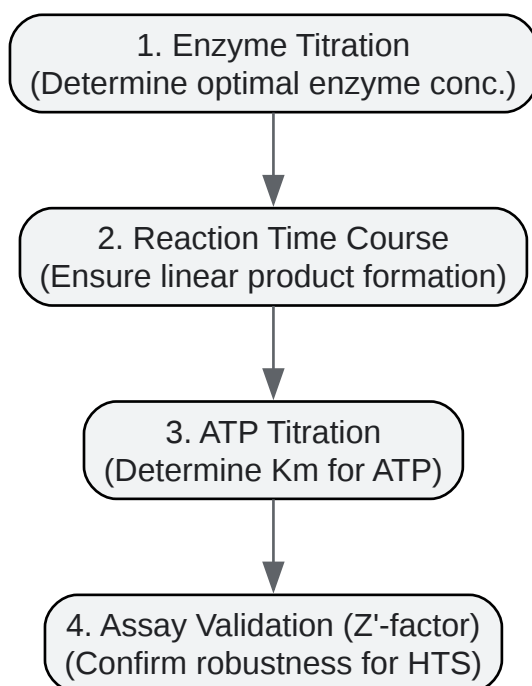 1. Enzyme Titration
(Determine optimal enzyme conc.)
2. Reaction Time Course
(Ensure linear product formation)
3. ATP Titration
(Determine Km for ATP)
4. Assay Validation (Z'-factor)
(Confirm robustness for HTS)